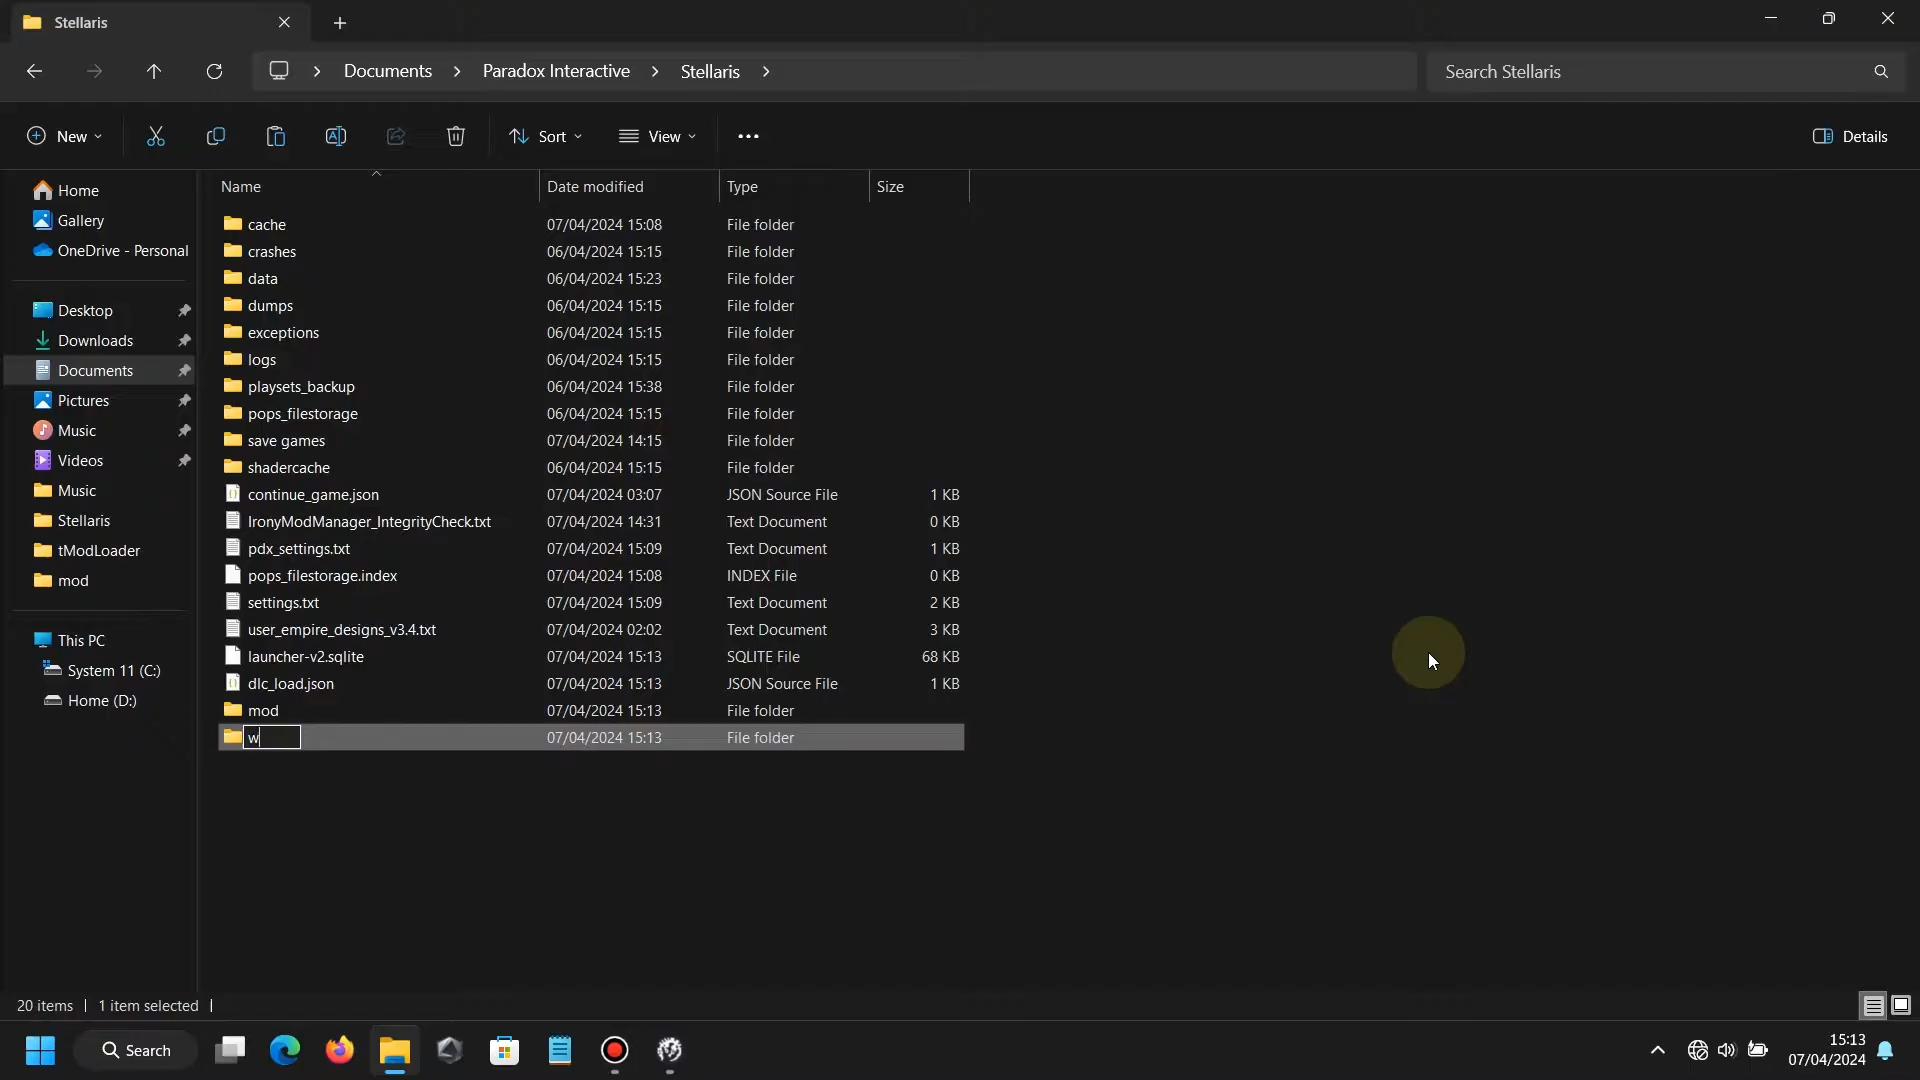 Stellaris
Documents > Paradox Interactive > Stellaris >
Search Stellaris
New
Sort
View
Details
Name Date modified Type Size
Home
Gallery
OneDrive - Personal
Desktop
Downloads
Documents
Pictures
Music
Videos
Music
Stellaris
tModLoader
mod
This PC
System 11 (C:)
Home (D:)
cache 07/04/2024 15:08 File folder
crashes 06/04/2024 15:15 File folder
data 06/04/2024 15:23 File folder
dumps 06/04/2024 15:15 File folder
exceptions 06/04/2024 15:15 File folder
logs 06/04/2024 15:15 File folder
playsets_backup 06/04/2024 15:38 File folder
pops_filestorage 06/04/2024 15:15 File folder
save games 07/04/2024 14:15 File folder
shadercache 06/04/2024 15:15 File folder
continue_game.json 07/04/2024 03:07 JSON Source File 1 KB
IronyModManager_IntegrityCheck.txt 07/04/2024 14:31 Text Document 0 KB
pdx_settings.txt 07/04/2024 15:09 Text Document 1 KB
pops_filestorage.index 07/04/2024 15:08 INDEX File 0 KB
settings.txt 07/04/2024 15:09 Text Document 2 KB
user_empire_designs_v3.4.txt 07/04/2024 02:02 Text Document 3 KB
launcher-v2.sqlite 07/04/2024 15:13 SQLITE File 68 KB
dlc_load.json 07/04/2024 15:13 JSON Source File 1 KB
mod 07/04/2024 15:13 File folder
w 07/04/2024 15:13 File folder
20 items | 1 item selected |
Search
15:13
07/04/2024